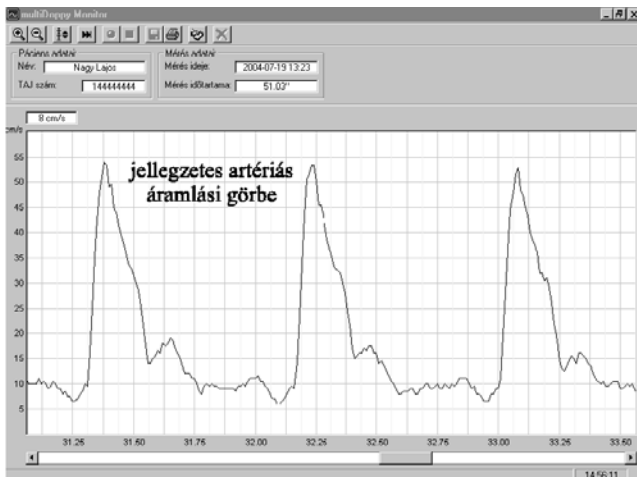 multiDoppy Monitor
Páciens adatai
Név: Nagy Lajos
TAJ szám: 144444444
Mérés adatai
Mérés ideje: 2004-07-19 13:23
Mérés időtartama: 51.03"
8 cm/s
cm/s
jellegzetes artériás
áramlási görbe
55
50
45
40
35
30
25
20
15
10
5
31.25 31.50 31.75 32.00 32.25 32.50 32.75 33.00 33.25 33.50
14:56:11